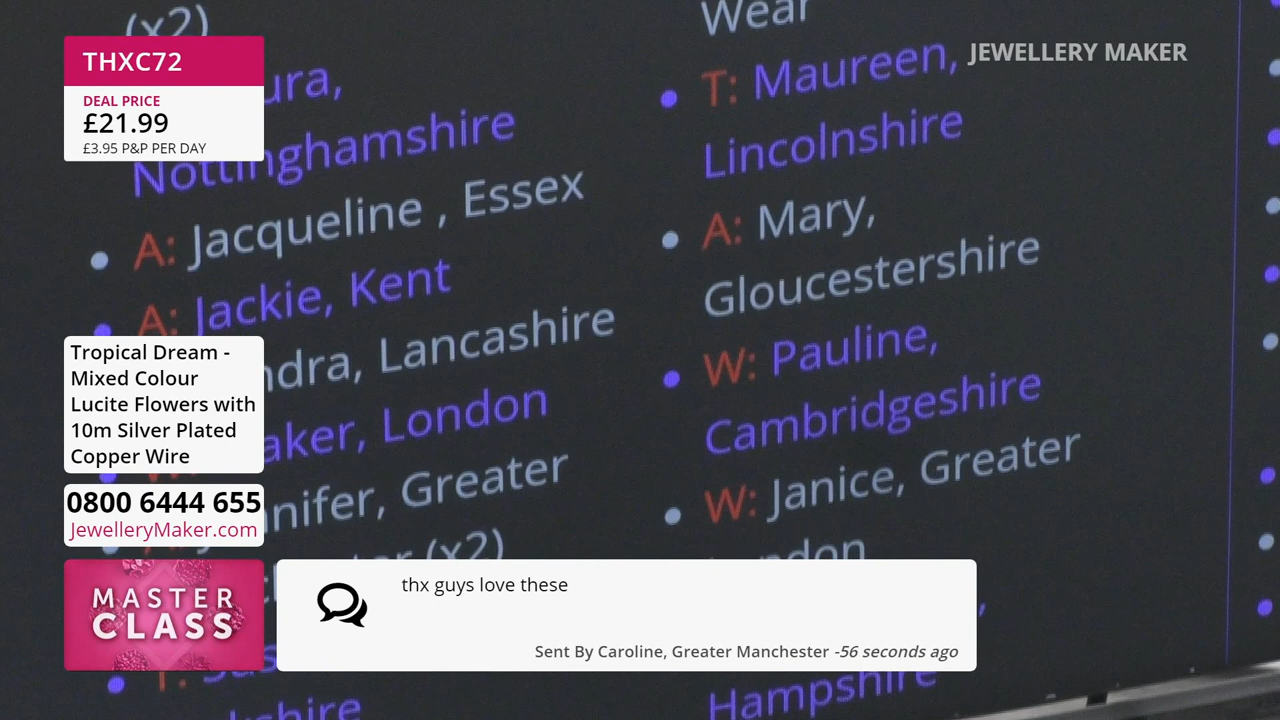 (x2)
THXC72
DEAL PRICE
£21.99
£3.95 P&P PER DAY
Nottinghamshire
A: Jacqueline , Essex
A: Jackie, Kent
Lancashire
London
Greater
(x2)
T:
Wear
T: Maureen,
Lincolnshire
A: Mary,
Gloucestershire
W: Pauline,
Cambridgeshire
W: Janice, Greater
Hampshire
JEWELLERY MAKER
Tropical Dream -
Mixed Colour
Lucite Flowers with
10m Silver Plated
Copper Wire
0800 6444 655
JewelleryMaker.com
MASTER
CLASS
thx guys love these
Sent By Caroline, Greater Manchester -56 seconds ago